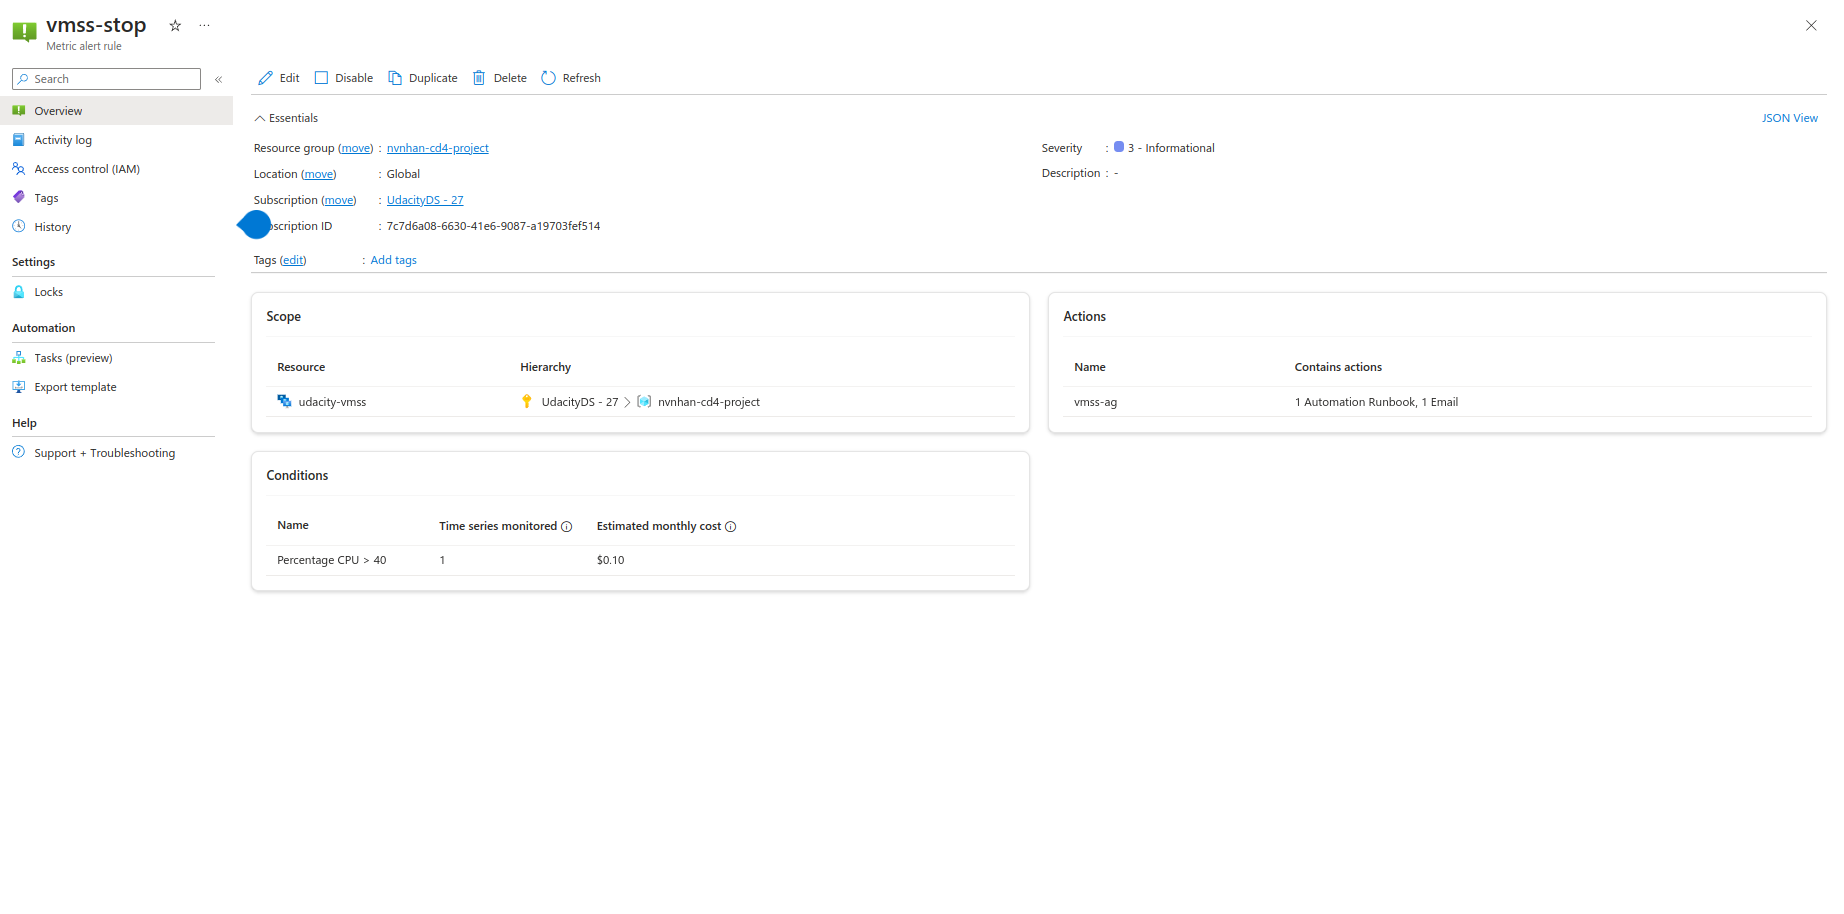 vmss-stop
Metric alert rule
Search
Overview
Activity log
Access control (IAM)
Tags
History
Settings
Locks
Automation
Tasks (preview)
Export template
Help
Support + Troubleshooting
Edit Disable Duplicate Delete Refresh
Essentials
JSON View
Resource group (move) : nvnhan-cd4-project
Location (move) : Global
Subscription (move) : UdacityDS - 27
scription ID : 7c7d6a08-6630-41e6-9087-a19703fef514
Severity : 3 - Informational
Description : -
Tags (edit) : Add tags
Scope
Resource Hierarchy
udacity-vmss UdacityDS - 27 > nvnhan-cd4-project
Actions
Name Contains actions
vmss-ag 1 Automation Runbook, 1 Email
Conditions
Name Time series monitored Estimated monthly cost
Percentage CPU > 40 1 $0.10